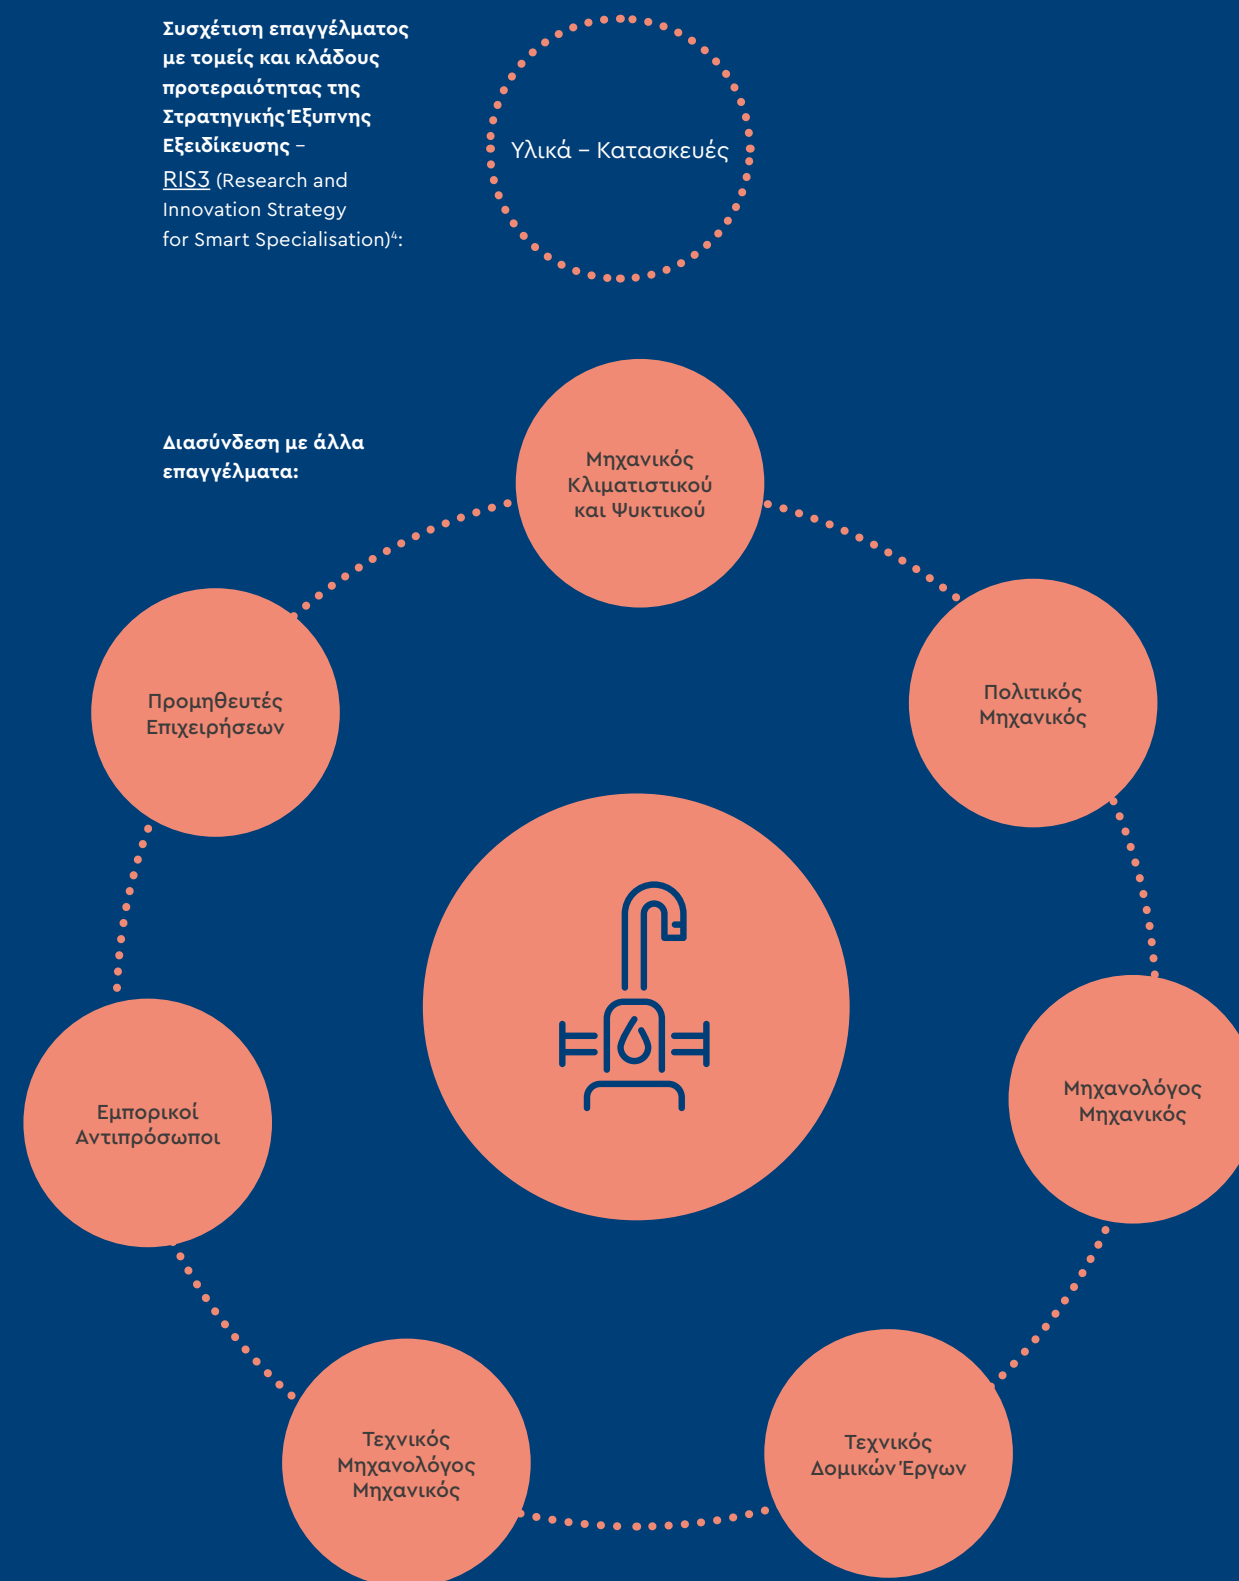 Συσχέτιση επαγγέλματος
με τομείς και κλάδους
προτεραιότητας της
Στρατηγικής Έξυπνης
Εξειδίκευσης –
RIS3 (Research and
Innovation Strategy
for Smart Specialisation)⁴:
Υλικά – Κατασκευές
Διασύνδεση με άλλα
επαγγέλματα:
Μηχανικός
Κλιματιστικού
και Ψυκτικού
Πολιτικός
Μηχανικός
Μηχανολόγος
Μηχανικός
Τεχνικός
Δομικών Έργων
Τεχνικός
Μηχανολόγος
Μηχανικός
Εμπορικοί
Αντιπρόσωποι
Προμηθευτές
Επιχειρήσεων